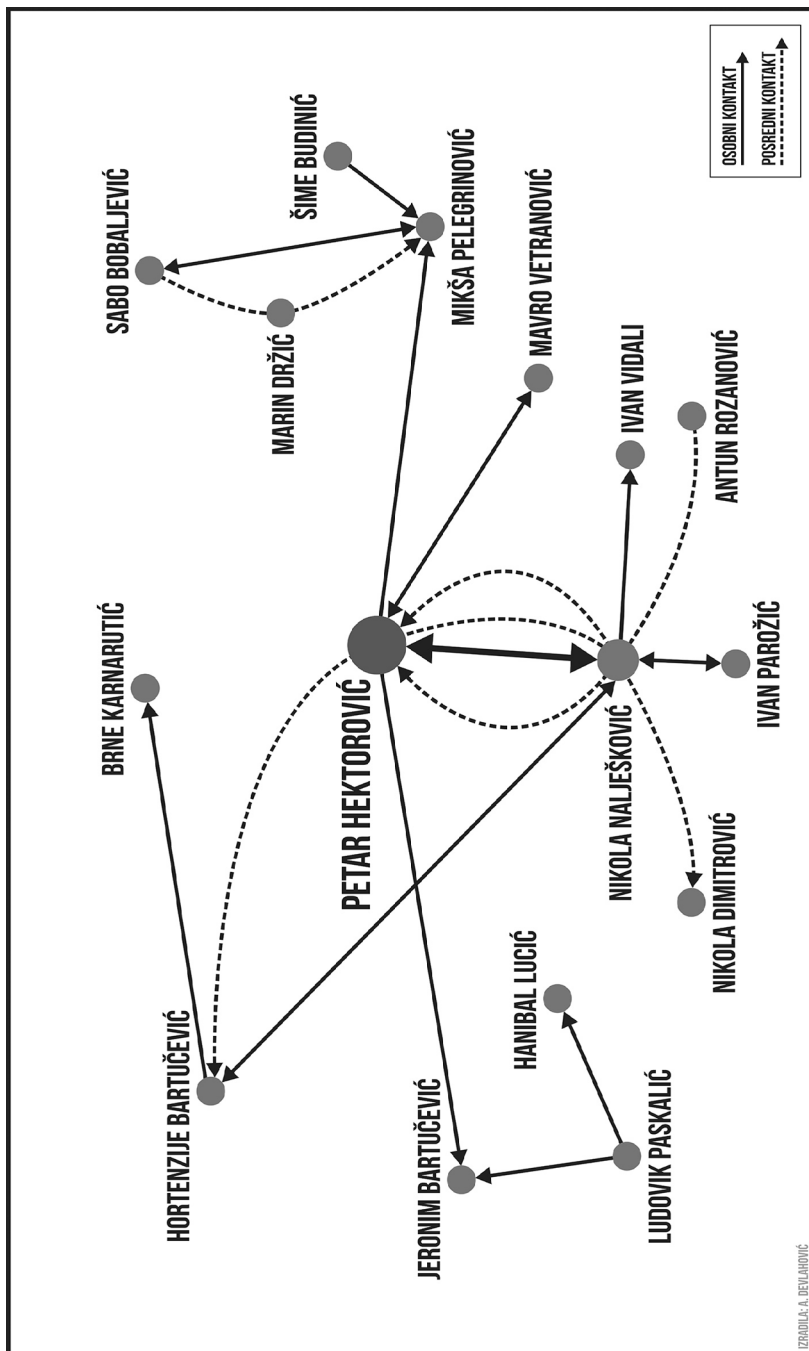 OSOBNI KONTAKT
POSREDNI KONTAKT
SABO BOBALJEVIĆ
ŠIME BUDINIĆ
MIKŠA PELEGRINOVIĆ
MARIN DRŽIĆ
MAVRO VETRANOVIĆ
IVAN VIDALI
ANTUN ROZANOVIĆ
BRNE KARNARUTIĆ
PETAR HEKTOROVIĆ
NIKOLA NALJEŠKOVIĆ
IVAN PAROŽIĆ
NIKOLA DIMITROVIĆ
HORTENZIJE BARTUČEVIĆ
HANIBAL LUCIĆ
JERONIM BARTUČEVIĆ
LUDOVIK PASKALIĆ
IZRADILA: A. DEVLAHOVIĆ